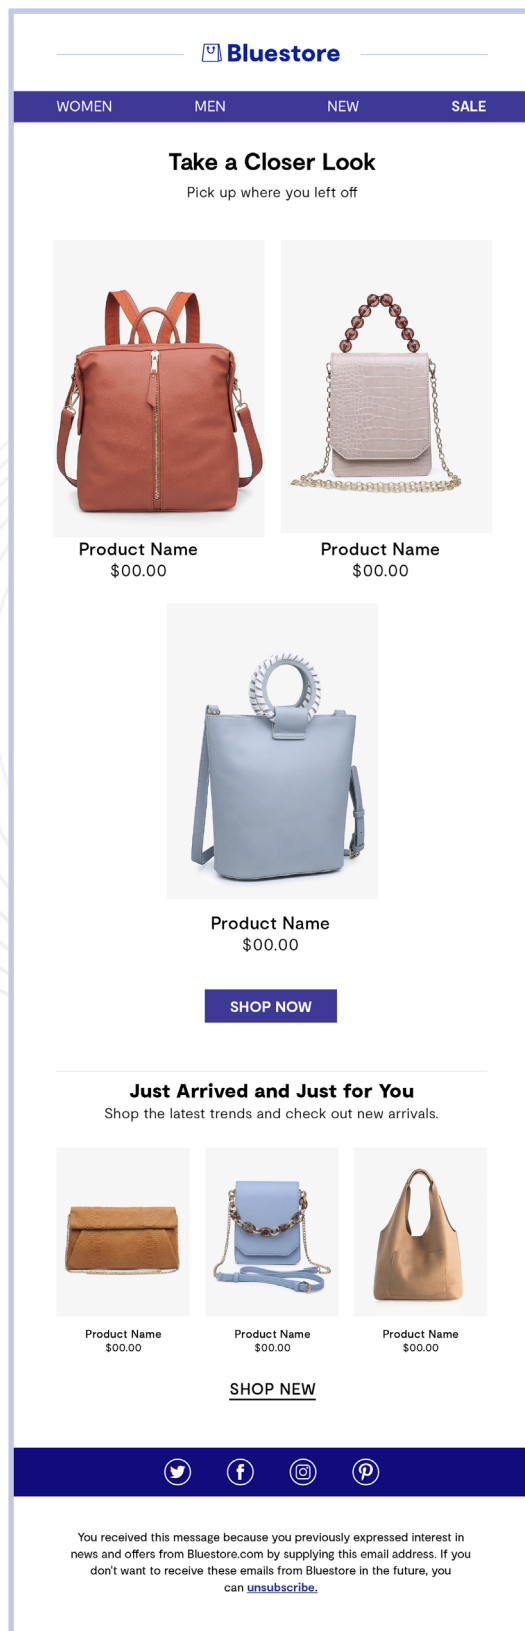 Bluestore
WOMEN MEN NEW SALE
Take a Closer Look
Pick up where you left off
Product Name Product Name
$00.00 $00.00
Product Name
$00.00
SHOP NOW
Just Arrived and Just for You
Shop the latest trends and check out new arrivals.
Product Name Product Name Product Name
$00.00 $00.00 $00.00
SHOP NEW
You received this message because you previously expressed interest in
news and offers from Bluestore.com by supplying this email address. If you
don't want to receive these emails from Bluestore in the future, you
can unsubscribe.